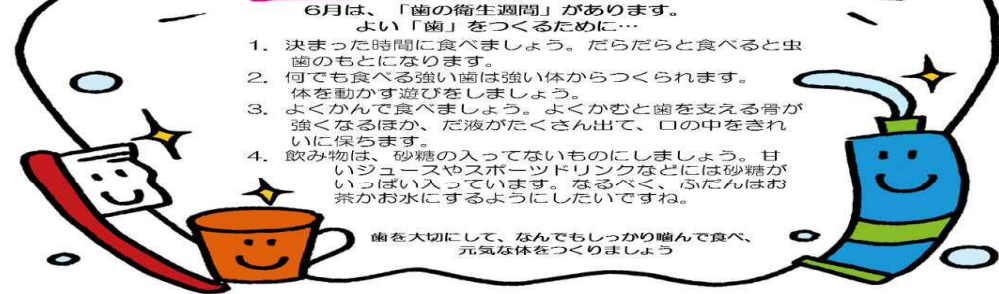 6月は、「歯の衛生週間」があります。
よい「歯」をつくるために…
1. 決まった時間に食べましょう。だらだらと食べると虫
歯のもとになります。
2. 何でも食べる強い歯は強い体からつくられます。
体を動かす遊びをしましょう。
3. よくかんで食べましょう。よくかむと歯を支える骨が
強くなるほか、だ液がたくさん出て、口の中をきれ
いに保ちます。
4. 飲み物は、砂糖の入ってないものにしましょう。甘
いジュースやスポーツドリンクなどには砂糖が
いっぱい入っています。なるべく、ふだんはお
茶かお水にするようにしたいですね。
歯を大切にして、なんでもしっかり噛んで食べ、
元気な体をつくりましょう